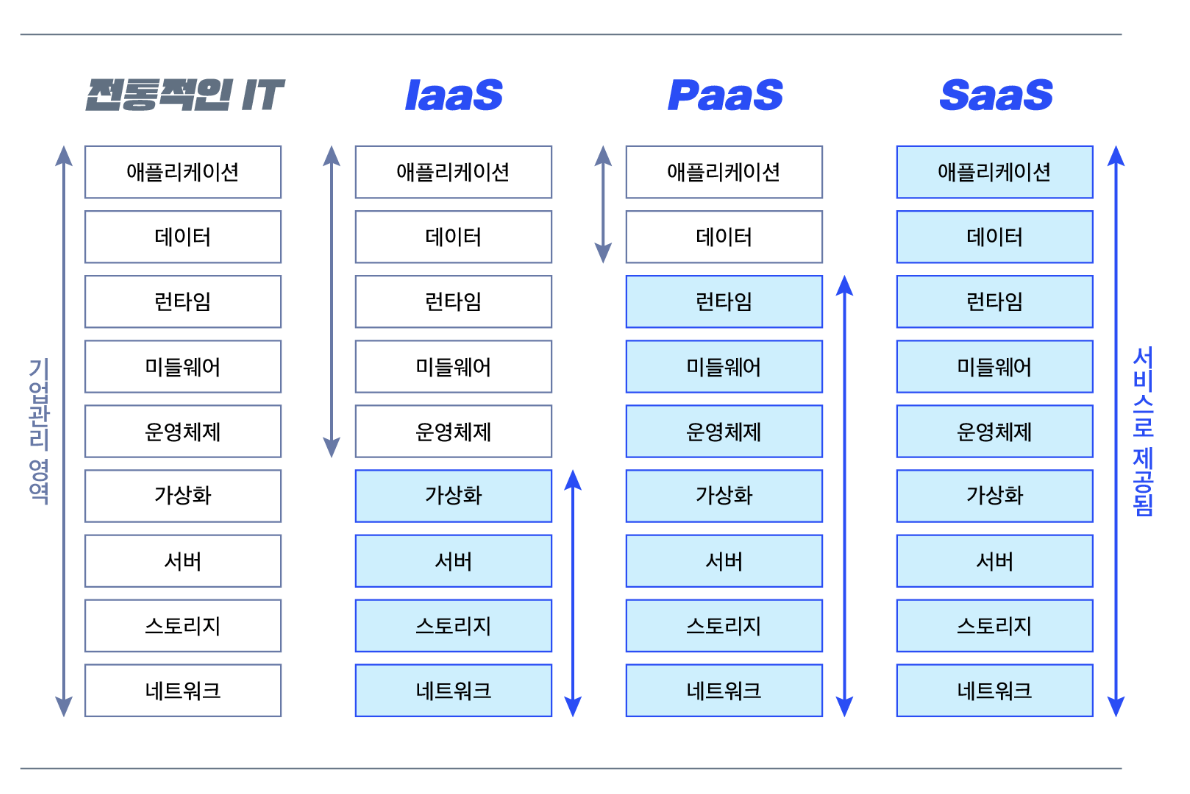 전통적인 IT
IaaS
PaaS
SaaS
기업관리 영역
애플리케이션
데이터
런타임
미들웨어
운영체제
가상화
서버
스토리지
네트워크
애플리케이션
데이터
런타임
미들웨어
운영체제
가상화
서버
스토리지
네트워크
애플리케이션
데이터
런타임
미들웨어
운영체제
가상화
서버
스토리지
네트워크
애플리케이션
데이터
런타임
미들웨어
운영체제
가상화
서버
스토리지
네트워크
서비스로 제공됨